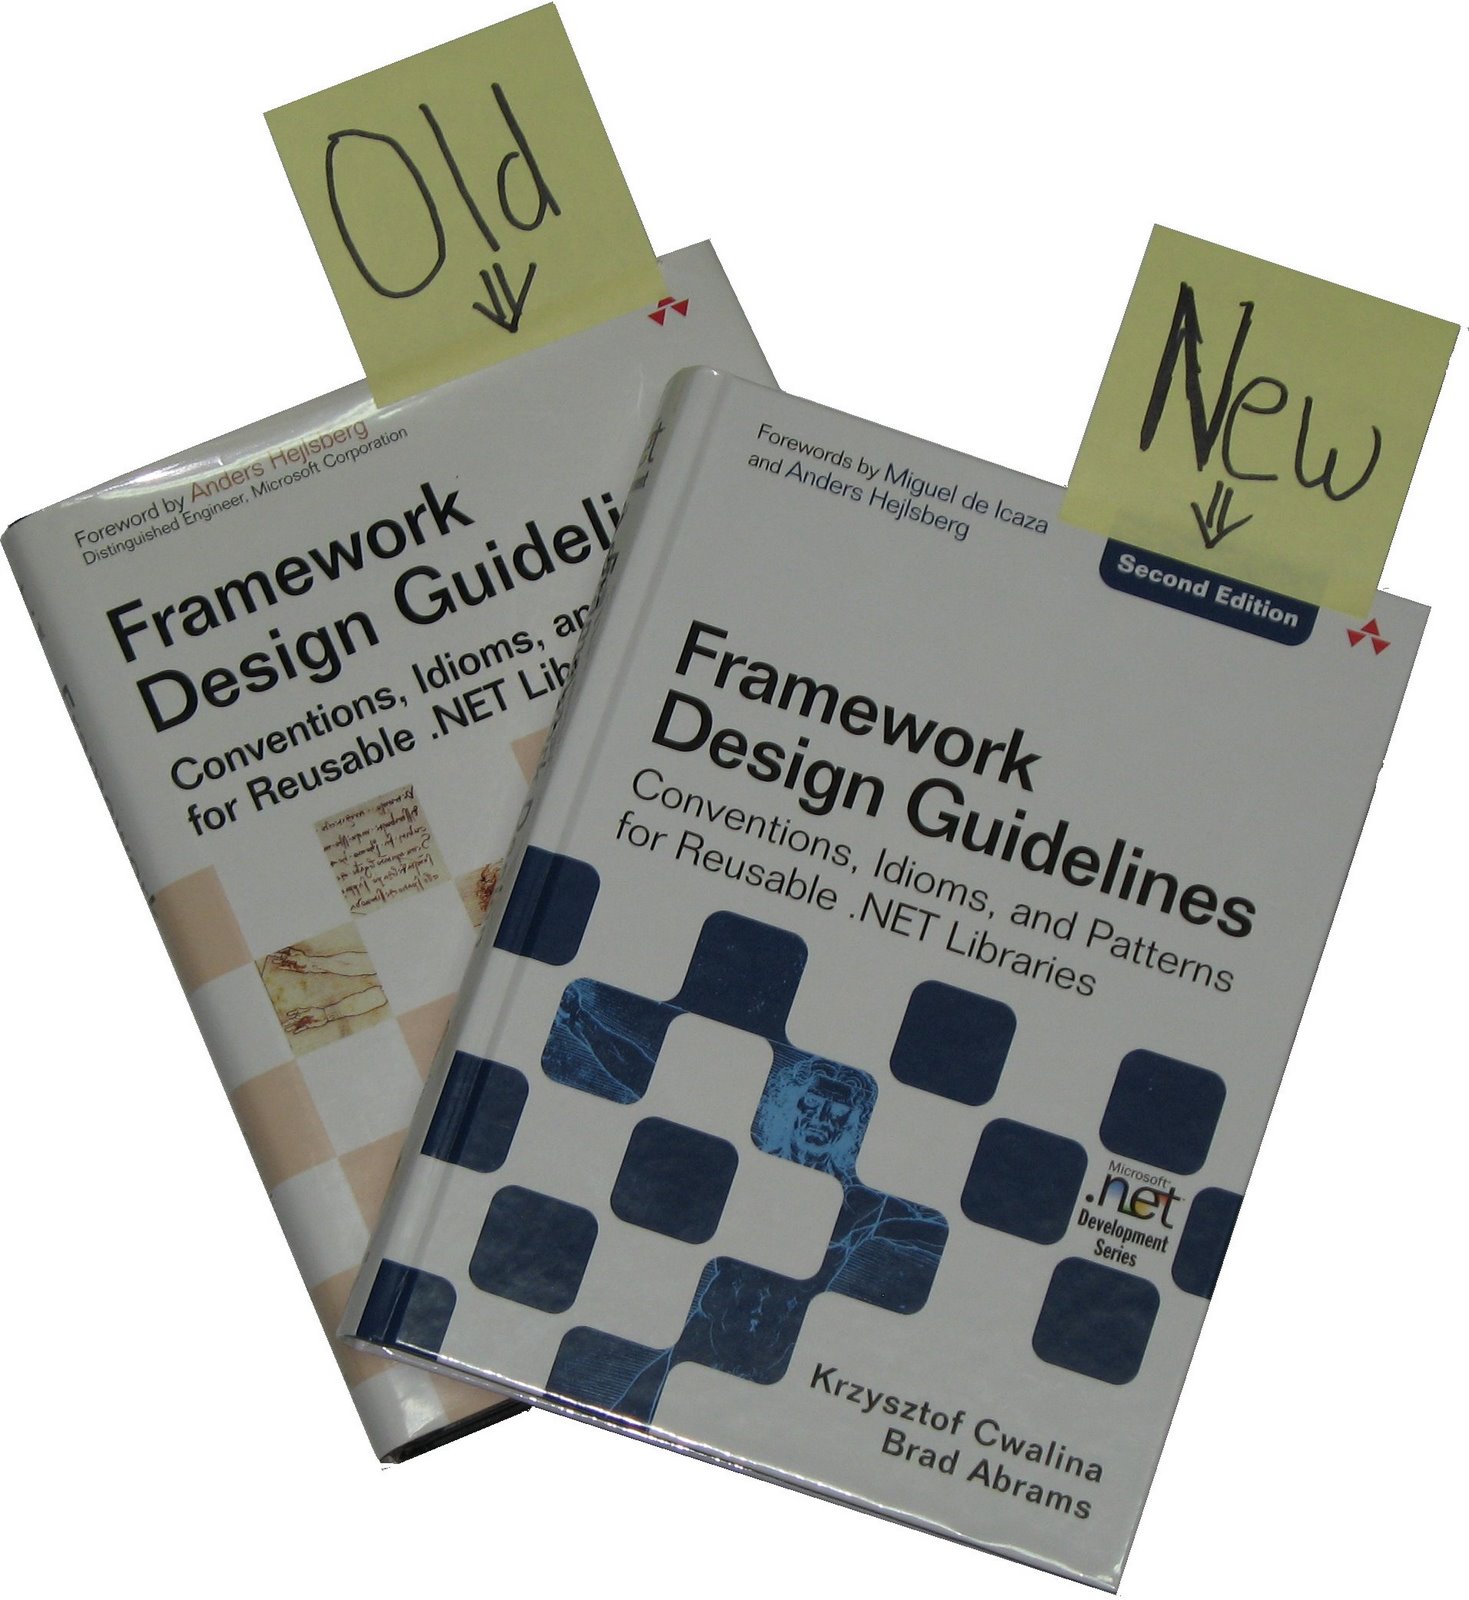 Old
Foreword by Anders Hejlsberg
Distinguished Engineer, Microsoft Corporation
Framework
Design Guideli
Conventions, Idioms, an
for Reusable .NET Lib
New
Forewords by Miguel de Icaza
and Anders Hejlsberg
Second Edition
Framework
Design Guidelines
Conventions, Idioms, and Patterns
for Reusable .NET Libraries
Microsoft
.net
Development
Series
Krzysztof Cwalina
Brad Abrams